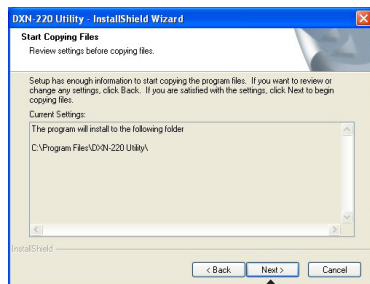 DXN-220 Utility - InstallShield Wizard
Start Copying Files
Review settings before copying files.
Setup has enough information to start copying the program files. If you want to review or
change any settings, click Back. If you are satisfied with the settings, click Next to begin
copying files.
Current Settings:
The program will install to the following folder
C:\Program Files\DXN-220 Utility\
InstallShield
< Back
Next >
Cancel